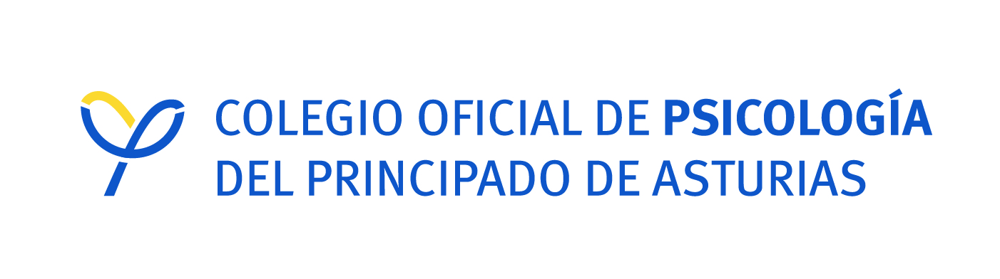 COLEGIO OFICIAL DE PSICOLOGÍA
DEL PRINCIPADO DE ASTURIAS